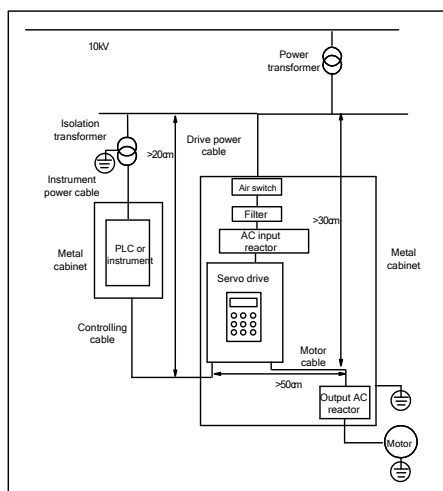 10kV
Power
transformer
Isolation
transformer
Drive power
cable
>20cm
Instrument
power cable
Air switch
Filter
>30cm
AC input
reactor
Metal
cabinet
PLC or
instrument
Metal
cabinet
Servo drive
Controlling
cable
Motor
cable
>50cm
Output AC
reactor
Motor